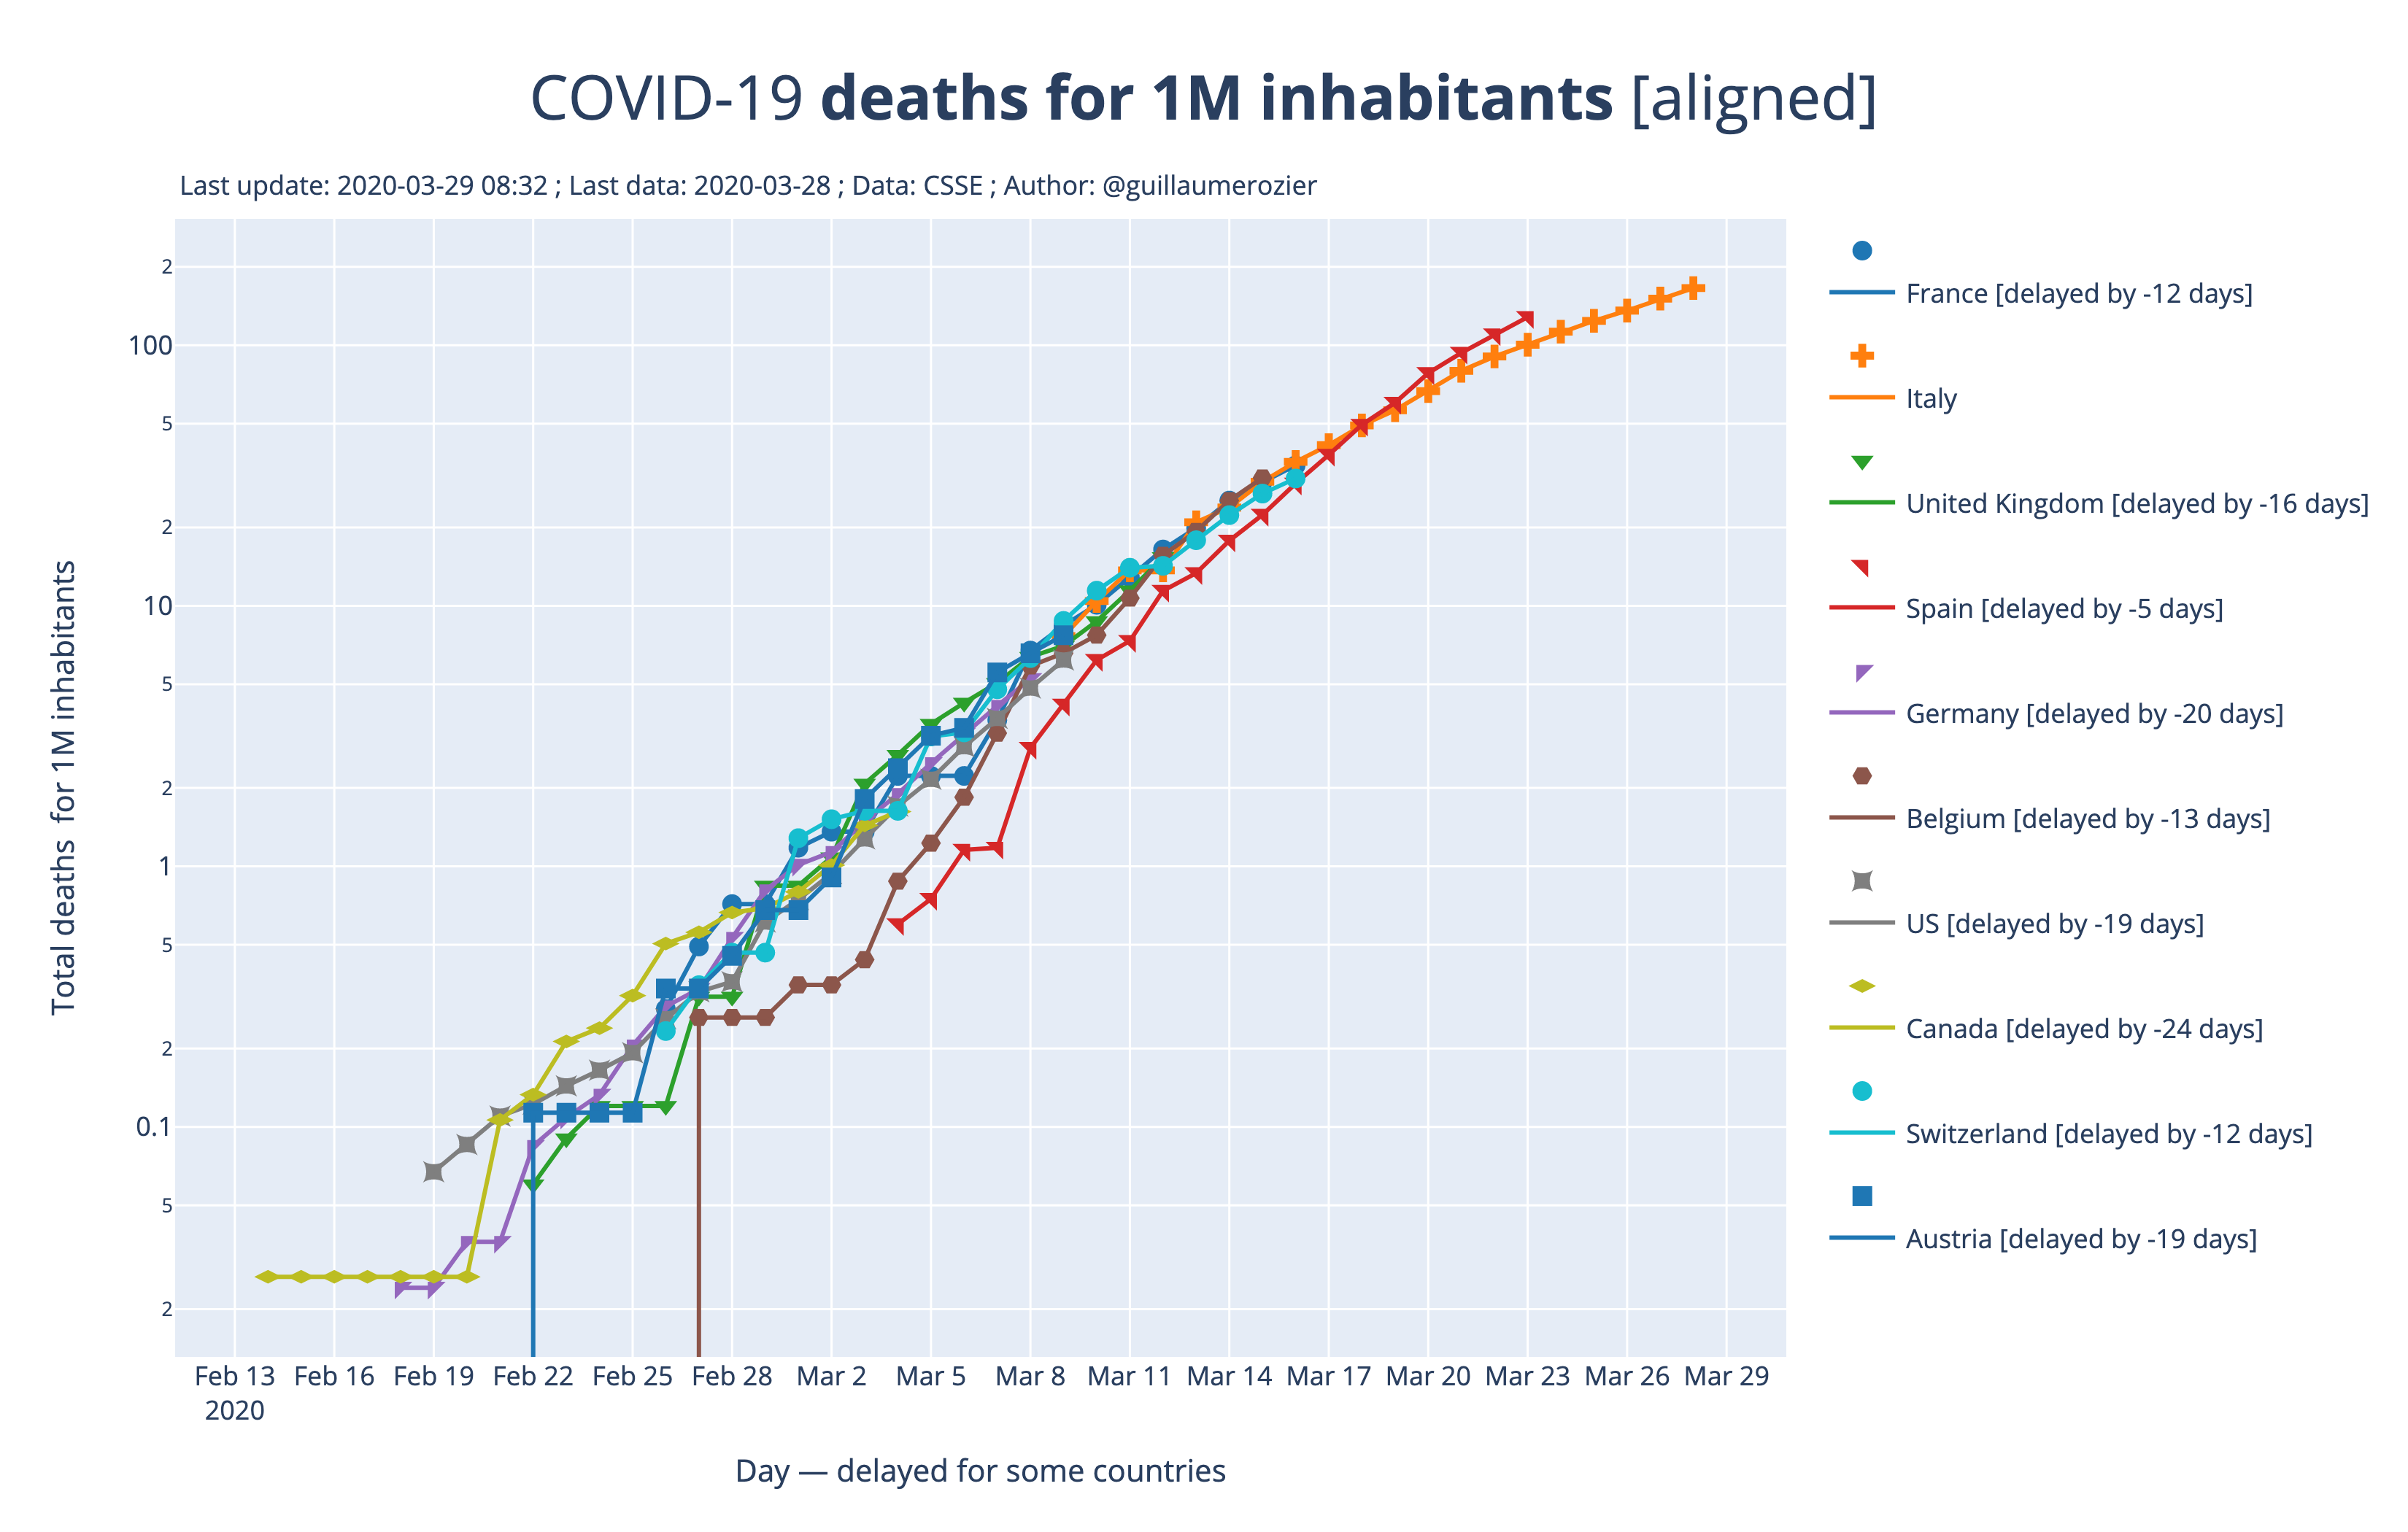 COVID-19 deaths for 1M inhabitants [aligned]
Last update: 2020-03-29 08:32 ; Last data: 2020-03-28 ; Data: CSSE ; Author: @guillaumerozier
Total deaths for 1M inhabitants
2
100
5
2
10
5
2
1
5
2
0.1
5
2
Feb 13 Feb 16 Feb 19 Feb 22 Feb 25 Feb 28 Mar 2 Mar 5 Mar 8 Mar 11 Mar 14 Mar 17 Mar 20 Mar 23 Mar 26 Mar 29
2020
Day — delayed for some countries
France [delayed by -12 days]
Italy
United Kingdom [delayed by -16 days]
Spain [delayed by -5 days]
Germany [delayed by -20 days]
Belgium [delayed by -13 days]
US [delayed by -19 days]
Canada [delayed by -24 days]
Switzerland [delayed by -12 days]
Austria [delayed by -19 days]